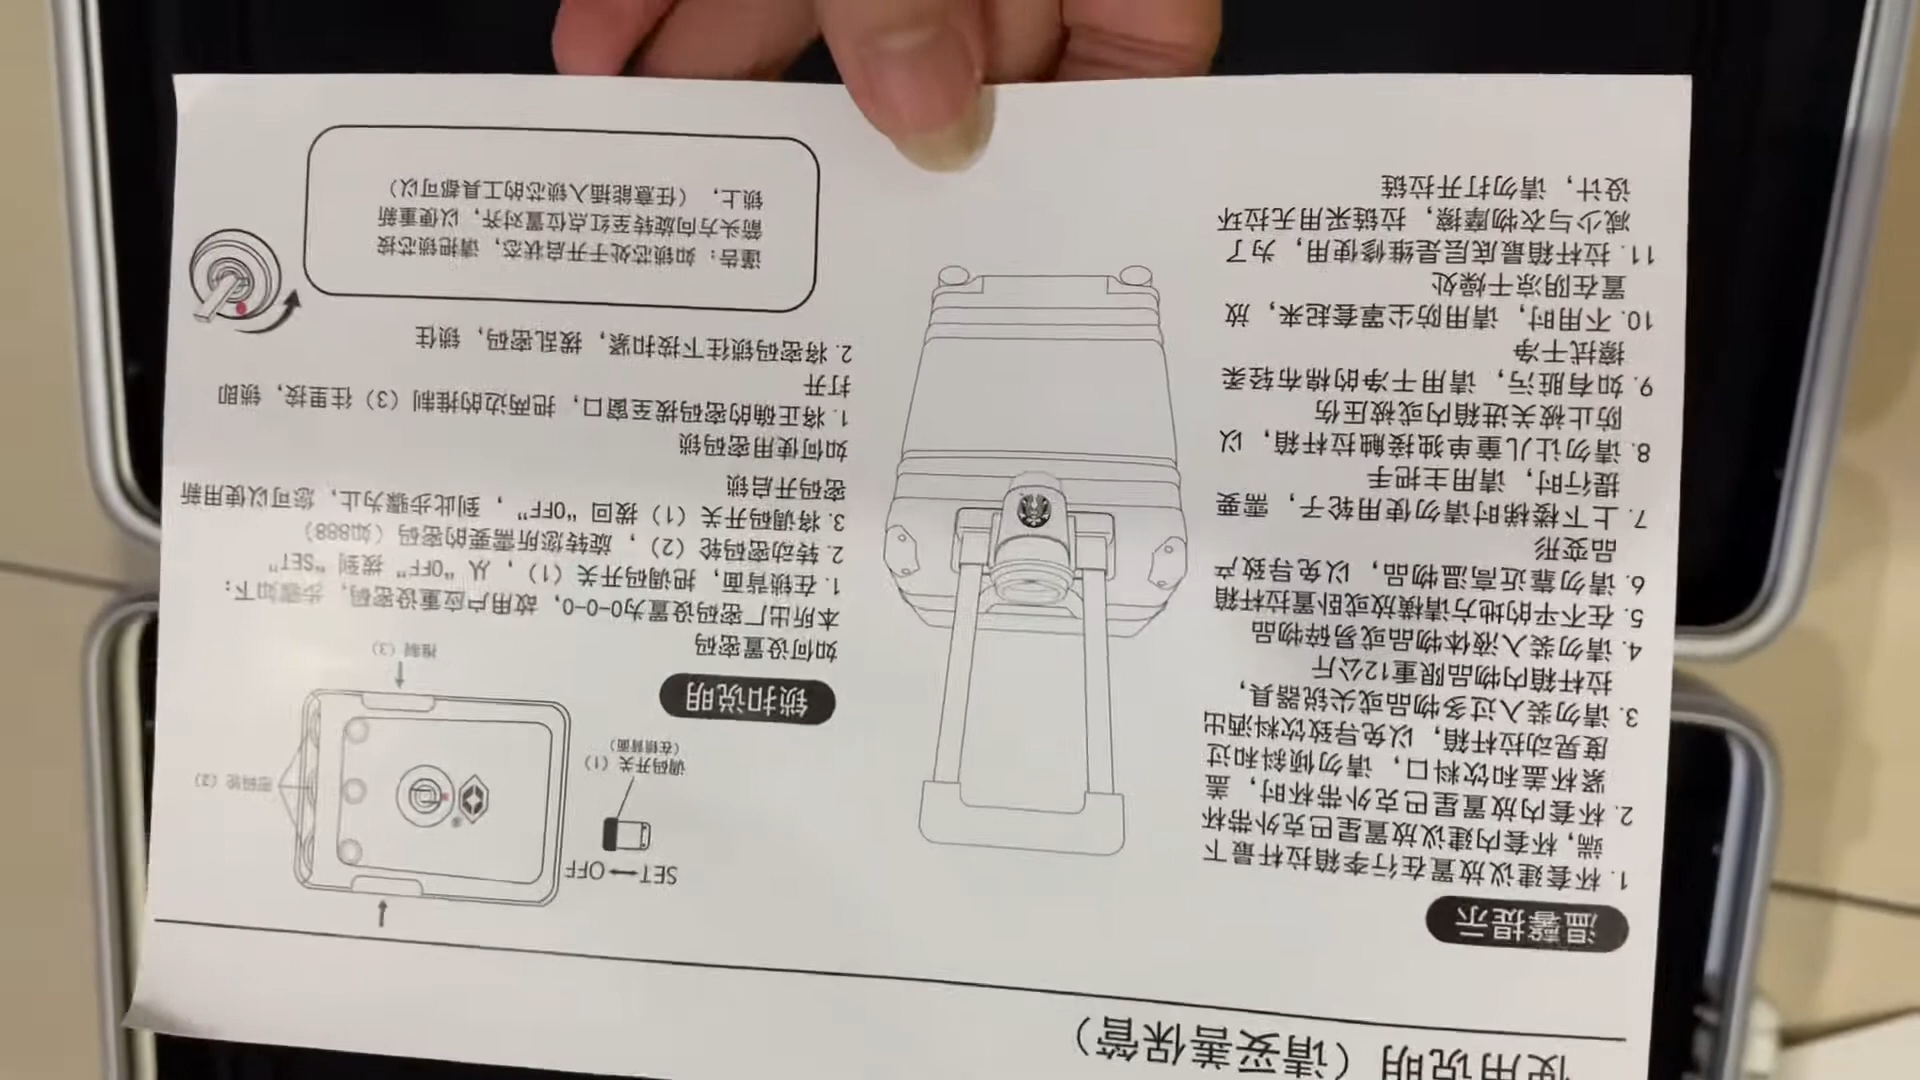 使用说明（请妥善保管）
温馨提示
1. 杯套建议放置在行李箱拉杆最下
端，杯套内建议放置星巴克外带杯
2. 杯套内放置星巴克外带杯时，盖
紧杯盖和饮料口，请勿倾斜和过
度晃动拉杆箱，以免导致饮料洒出
3. 请勿装入过多物品或尖锐器具，
拉杆箱内物品限重12公斤
4. 请勿装入液体物品或易碎物品
5. 在不平的地方请横放或卧置拉杆箱
6. 请勿靠近高温物品，以免导致产
品变形
7. 上下楼梯时请勿使用轮子，需要
提行时，请用主把手
8. 请勿让儿童单独接触拉杆箱，以
防止被关进箱内或被压伤
9. 如有脏污，请用干净的棉布轻柔
擦拭干净
10. 不用时，请用防尘罩套起来，放
置在阴凉干燥处
11. 拉杆箱最底层是维修使用，为了
减少与衣物摩擦，拉链采用无拉环
设计，请勿打开拉链
SET⟷OFF
调码开关（1）
（在锁背面）
密码轮（2）
推制（3）
锁扣说明
如何设置密码
本所出厂密码设置为0-0-0，故用户应重设密码，步骤如下：
1. 在锁背面，把调码开关（1），从“OFF”拨到“SET”
2. 转动密码轮（2），旋转您所需要的密码（如888）
3. 将调码开关（1）拨回“OFF”，到此步骤为止，您可以使用新
密码开启锁
如何使用密码锁
1. 将正确的密码拨至窗口，把两边的推制（3）往里按，锁即
打开
2. 将密码锁往下按扣紧，拨乱密码，锁住
谨告：如锁芯处于开启状态，请把锁芯按
箭头方向旋转至红点位置对齐，以便重新
锁上，（任意能插入锁芯的工具都可以）